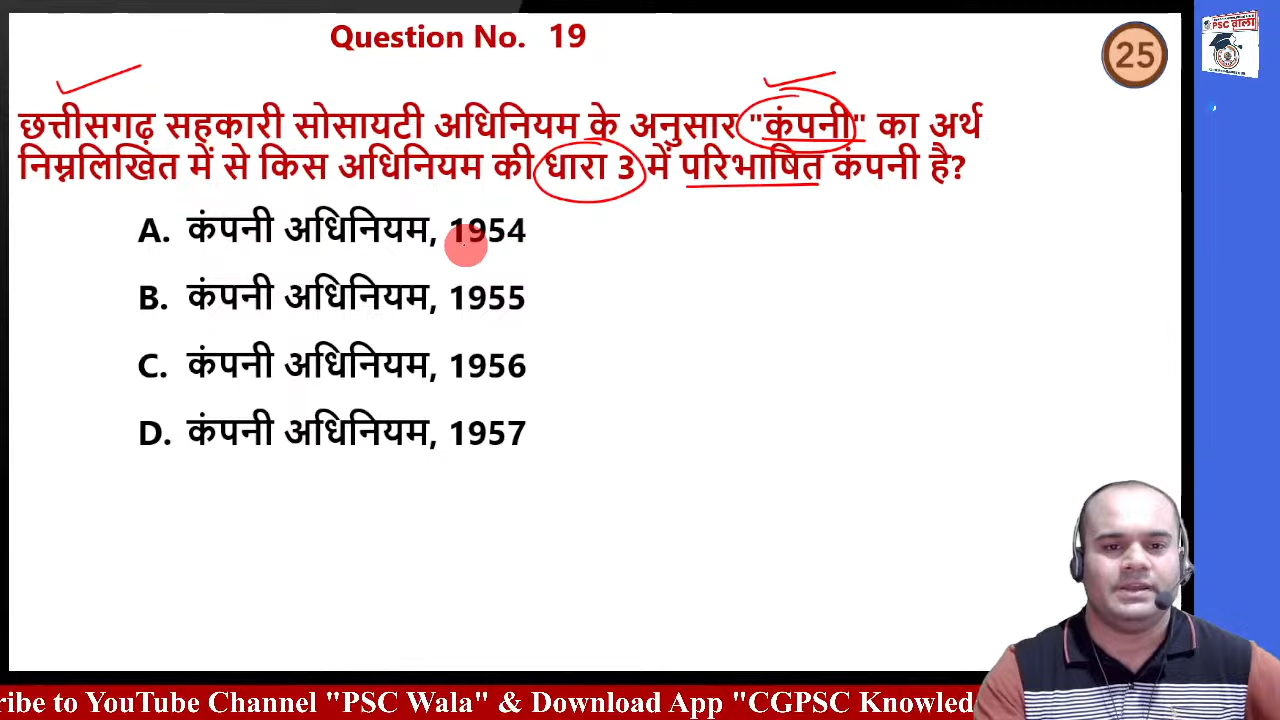 Question No. 19
25
PSC वाला
छत्तीसगढ़ सहकारी सोसायटी अधिनियम के अनुसार "कंपनी" का अर्थ
निम्नलिखित में से किस अधिनियम की धारा 3 में परिभाषित कंपनी है?
A. कंपनी अधिनियम, 1954
B. कंपनी अधिनियम, 1955
C. कंपनी अधिनियम, 1956
D. कंपनी अधिनियम, 1957
ribe to YouTube Channel "PSC Wala" & Download App "CGPSC Knowled